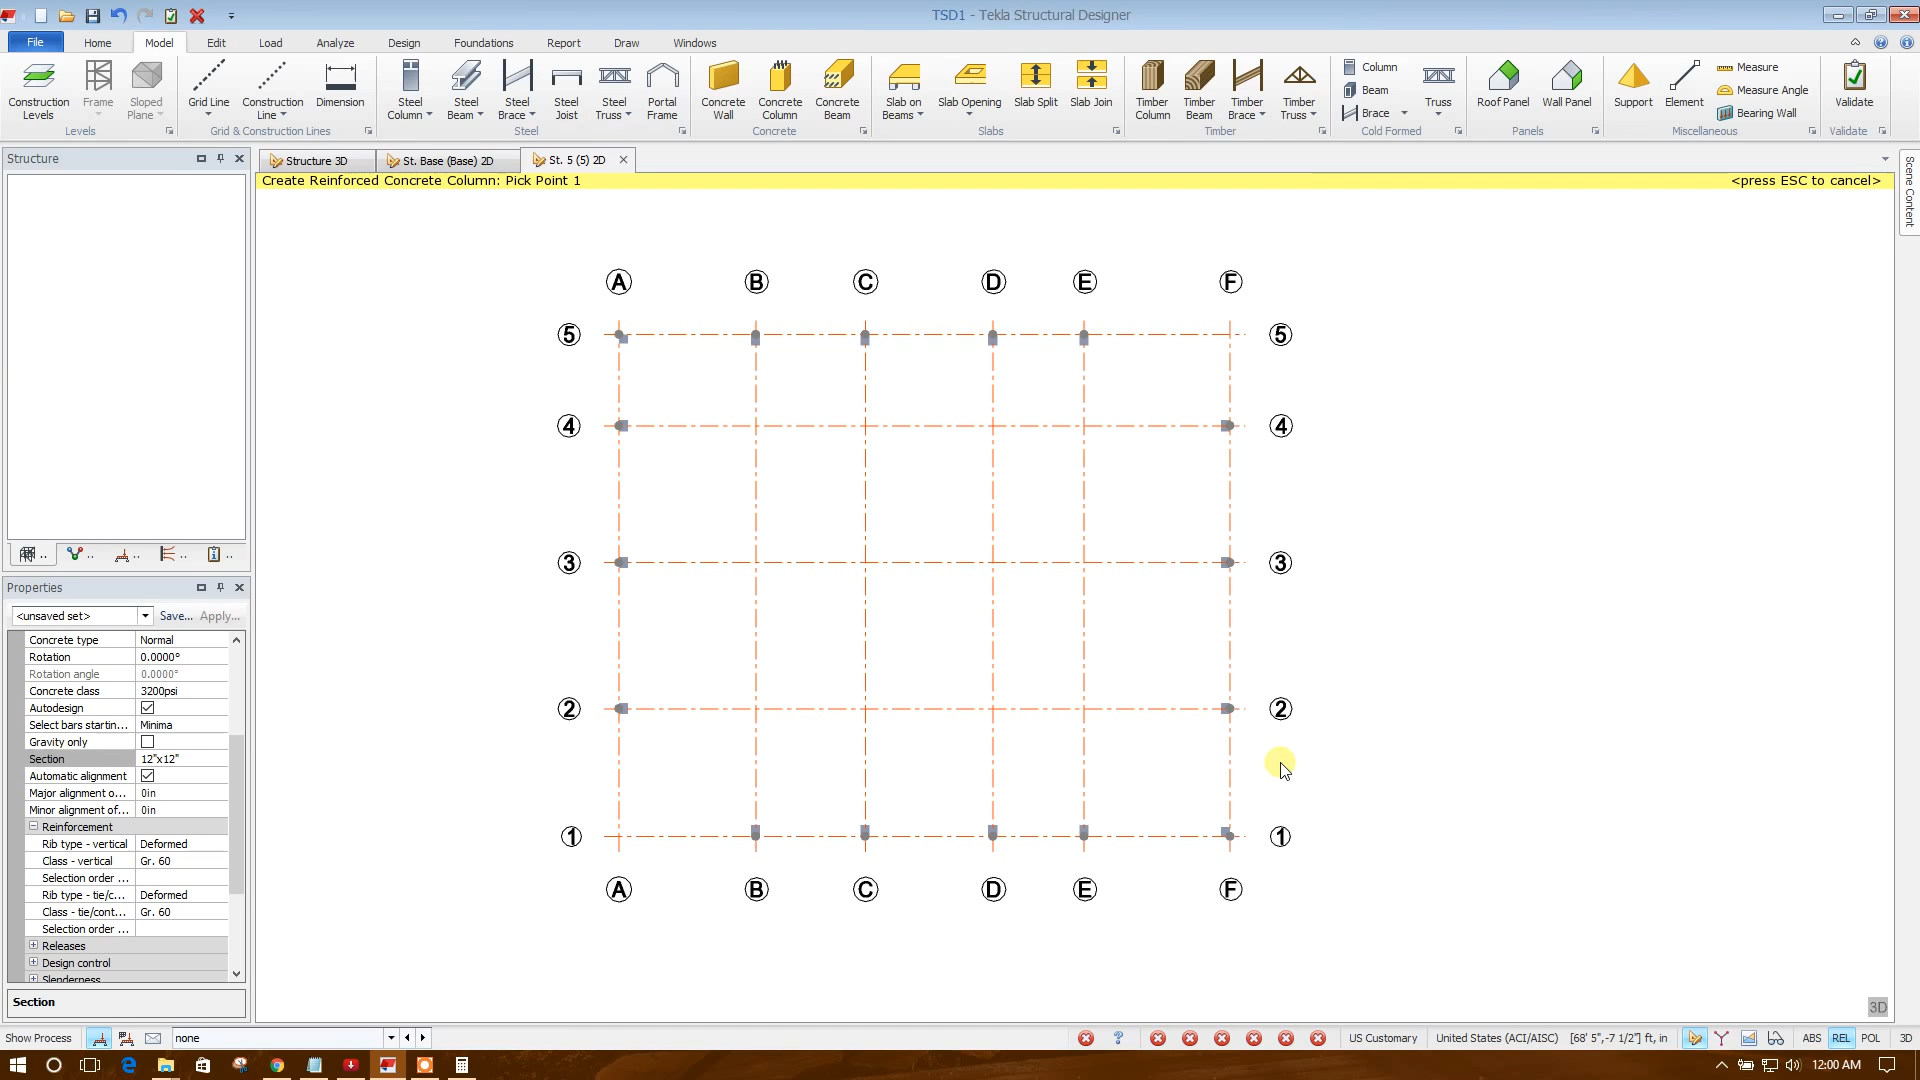 TSD1 - Tekla Structural Designer
File Home Model Edit Load Analyze Design Foundations Report Draw Windows
Construction Levels
Frame
Sloped Plane
Levels
Grid Line
Construction Line
Dimension
Grid & Construction Lines
Steel Column
Steel Beam
Steel Brace
Steel Joist
Steel Truss
Portal Frame
Steel
Concrete Wall
Concrete Column
Concrete Beam
Concrete
Slab on Beams
Slab Opening
Slab Split
Slab Join
Slabs
Timber Column
Timber Beam
Timber Brace
Timber Truss
Timber
Column
Beam
Brace
Truss
Cold Formed
Roof Panel
Wall Panel
Panels
Support
Element
Measure
Measure Angle
Bearing Wall
Miscellaneous
Validate
Validate
Structure
Structure 3D
St. Base (Base) 2D
St. 5 (5) 2D
Create Reinforced Concrete Column: Pick Point 1
<press ESC to cancel>
Scene Content
A B C D E F
5 5
4 4
3 3
2 2
1 1
A B C D E F
3D
Properties
<unsaved set> Save... Apply...
Concrete type Normal
Rotation 0.0000°
Rotation angle 0.0000°
Concrete class 3200psi
Autodesign
Select bars startin... Minima
Gravity only
Section 12"x12"
Automatic alignment
Major alignment o... 0in
Minor alignment of... 0in
Reinforcement
Rib type - vertical Deformed
Class - vertical Gr. 60
Selection order ...
Rib type - tie/c... Deformed
Class - tie/cont... Gr. 60
Selection order ...
Releases
Design control
Slenderness
Section
Show Process none US Customary United States (ACI/AISC) [68' 5",-7 1/2"] ft, in ABS REL POL 3D
12:00 AM